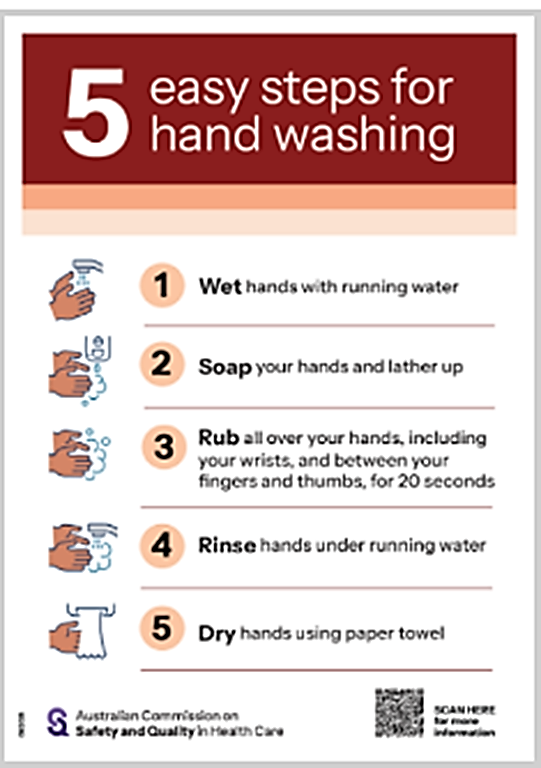 5 easy steps for
hand washing
1 Wet hands with running water
2 Soap your hands and lather up
3 Rub all over your hands, including
your wrists, and between your
fingers and thumbs, for 20 seconds
4 Rinse hands under running water
5 Dry hands using paper towel
Australian Commission on
Safety and Quality in Health Care
SCAN HERE
for more
information